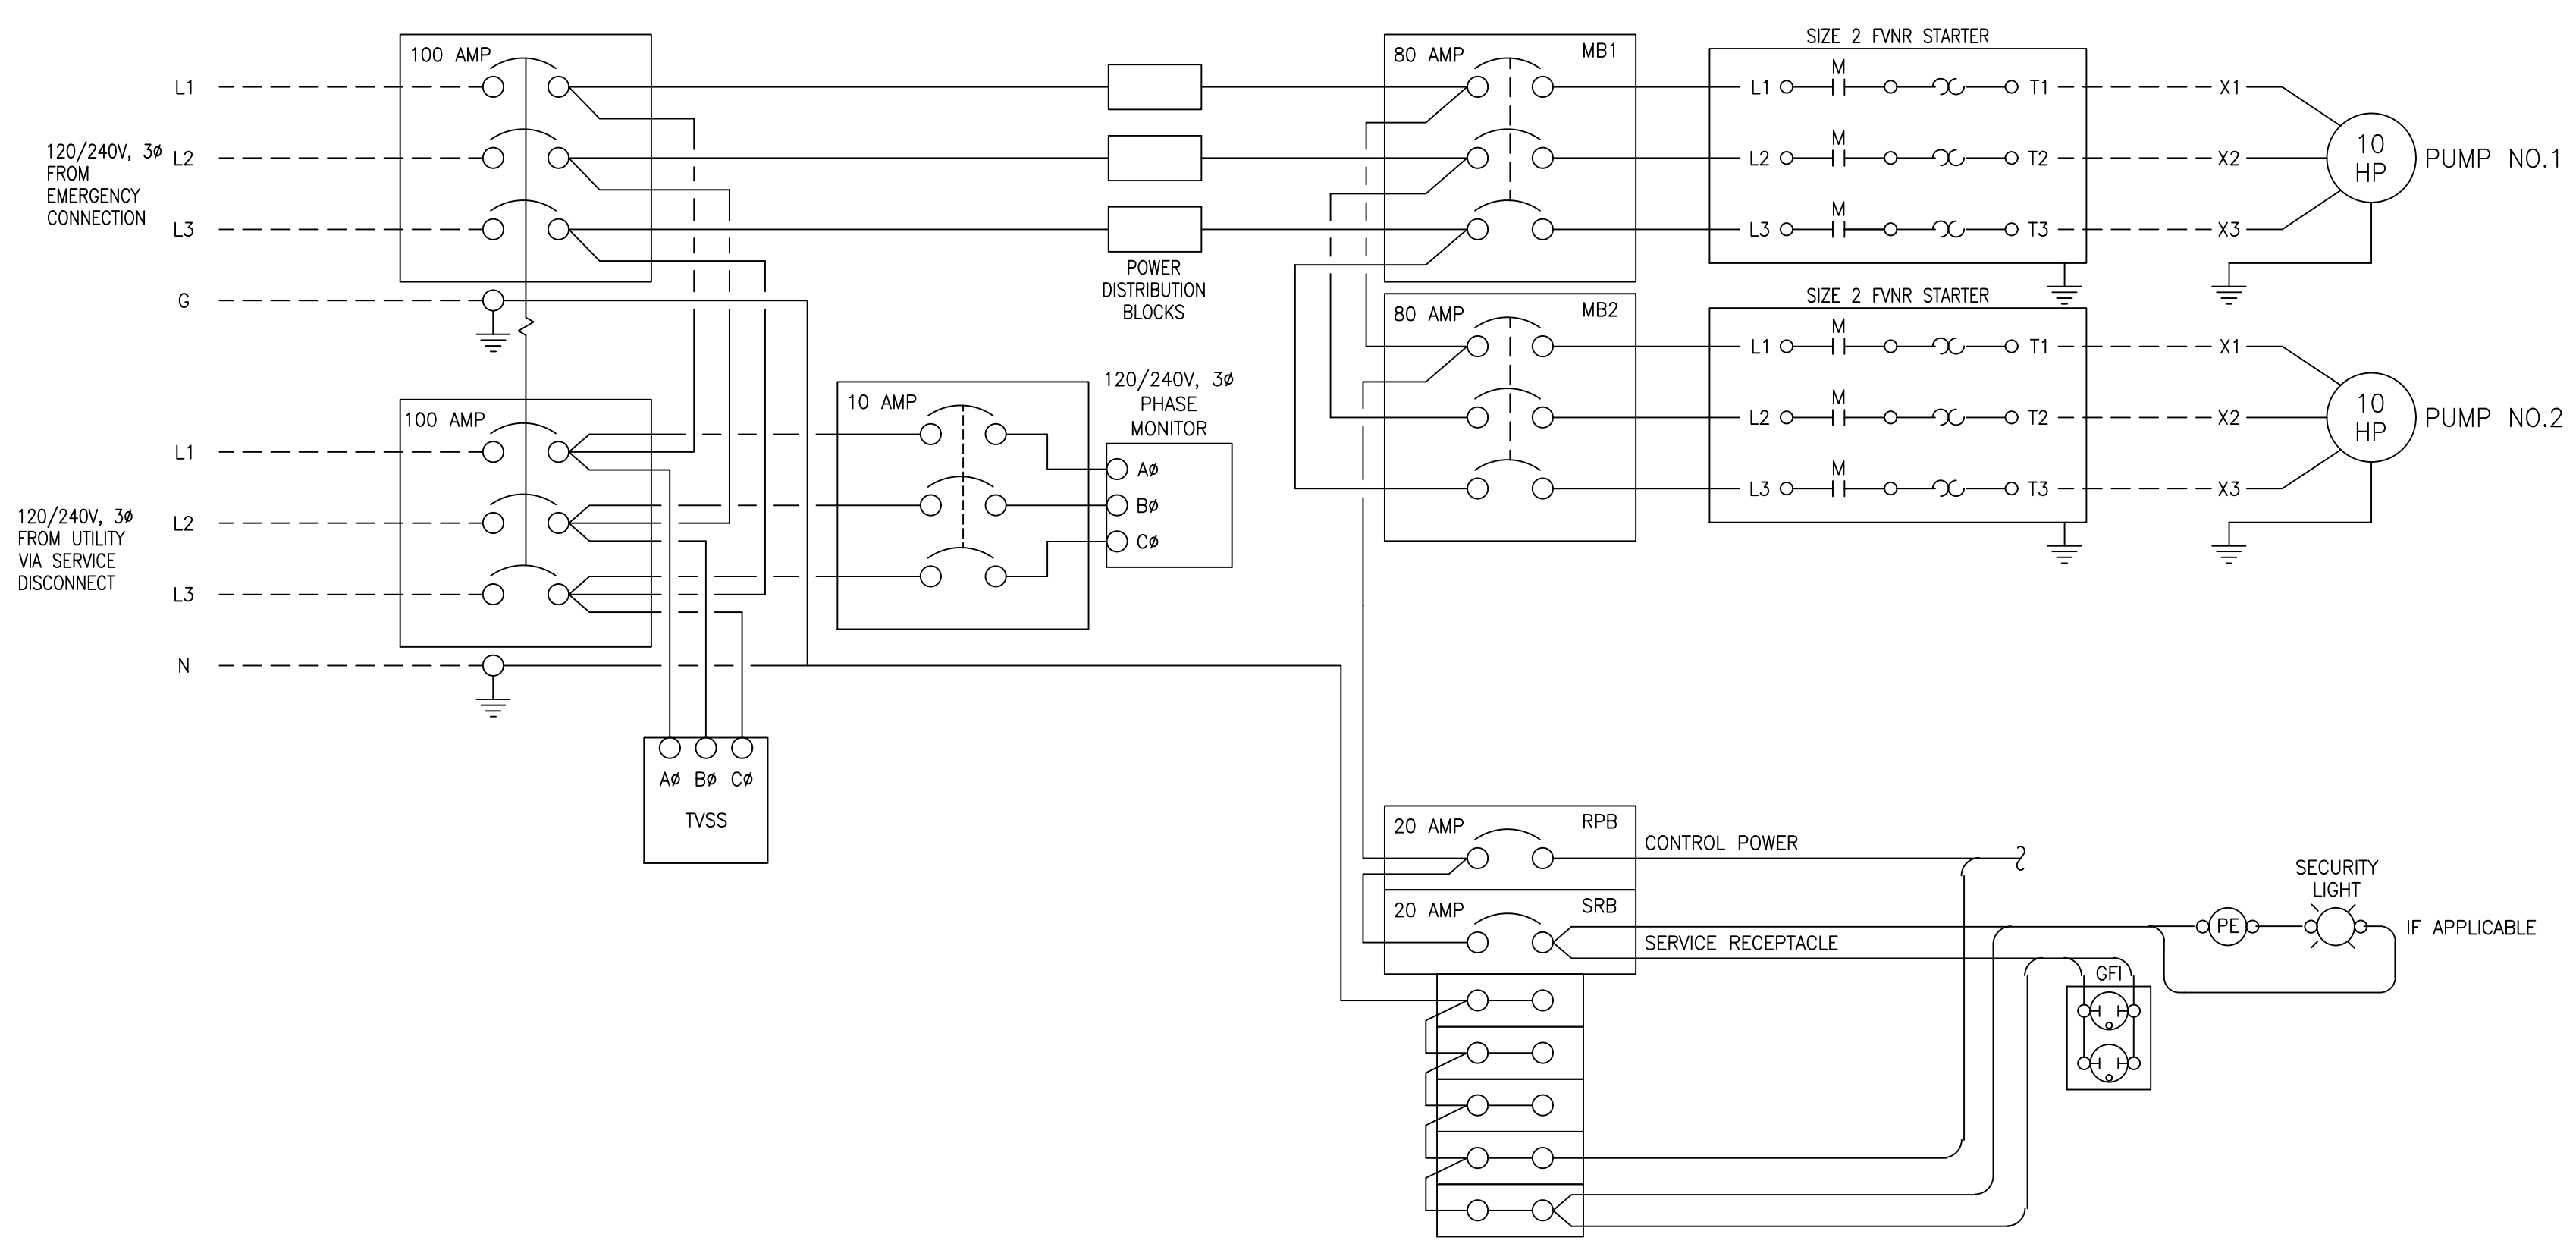 100 AMP
L1
120/240V, 3ø
FROM
EMERGENCY
CONNECTION
L2
L3
G
100 AMP
L1
120/240V, 3ø
FROM UTILITY
VIA SERVICE
DISCONNECT
L2
L3
N
AØ BØ CØ
TVSS
10 AMP
POWER
DISTRIBUTION
BLOCKS
120/240V, 3ø
PHASE
MONITOR
AØ
BØ
CØ
80 AMP MB1
SIZE 2 FVNR STARTER
L1 M T1 X1
L2 M T2 X2
L3 M T3 X3
10
HP
PUMP NO.1
80 AMP MB2
SIZE 2 FVNR STARTER
L1 M T1 X1
L2 M T2 X2
L3 M T3 X3
10
HP
PUMP NO.2
20 AMP RPB
CONTROL POWER
20 AMP SRB
SERVICE RECEPTACLE
SECURITY
LIGHT
PE
IF APPLICABLE
GFI